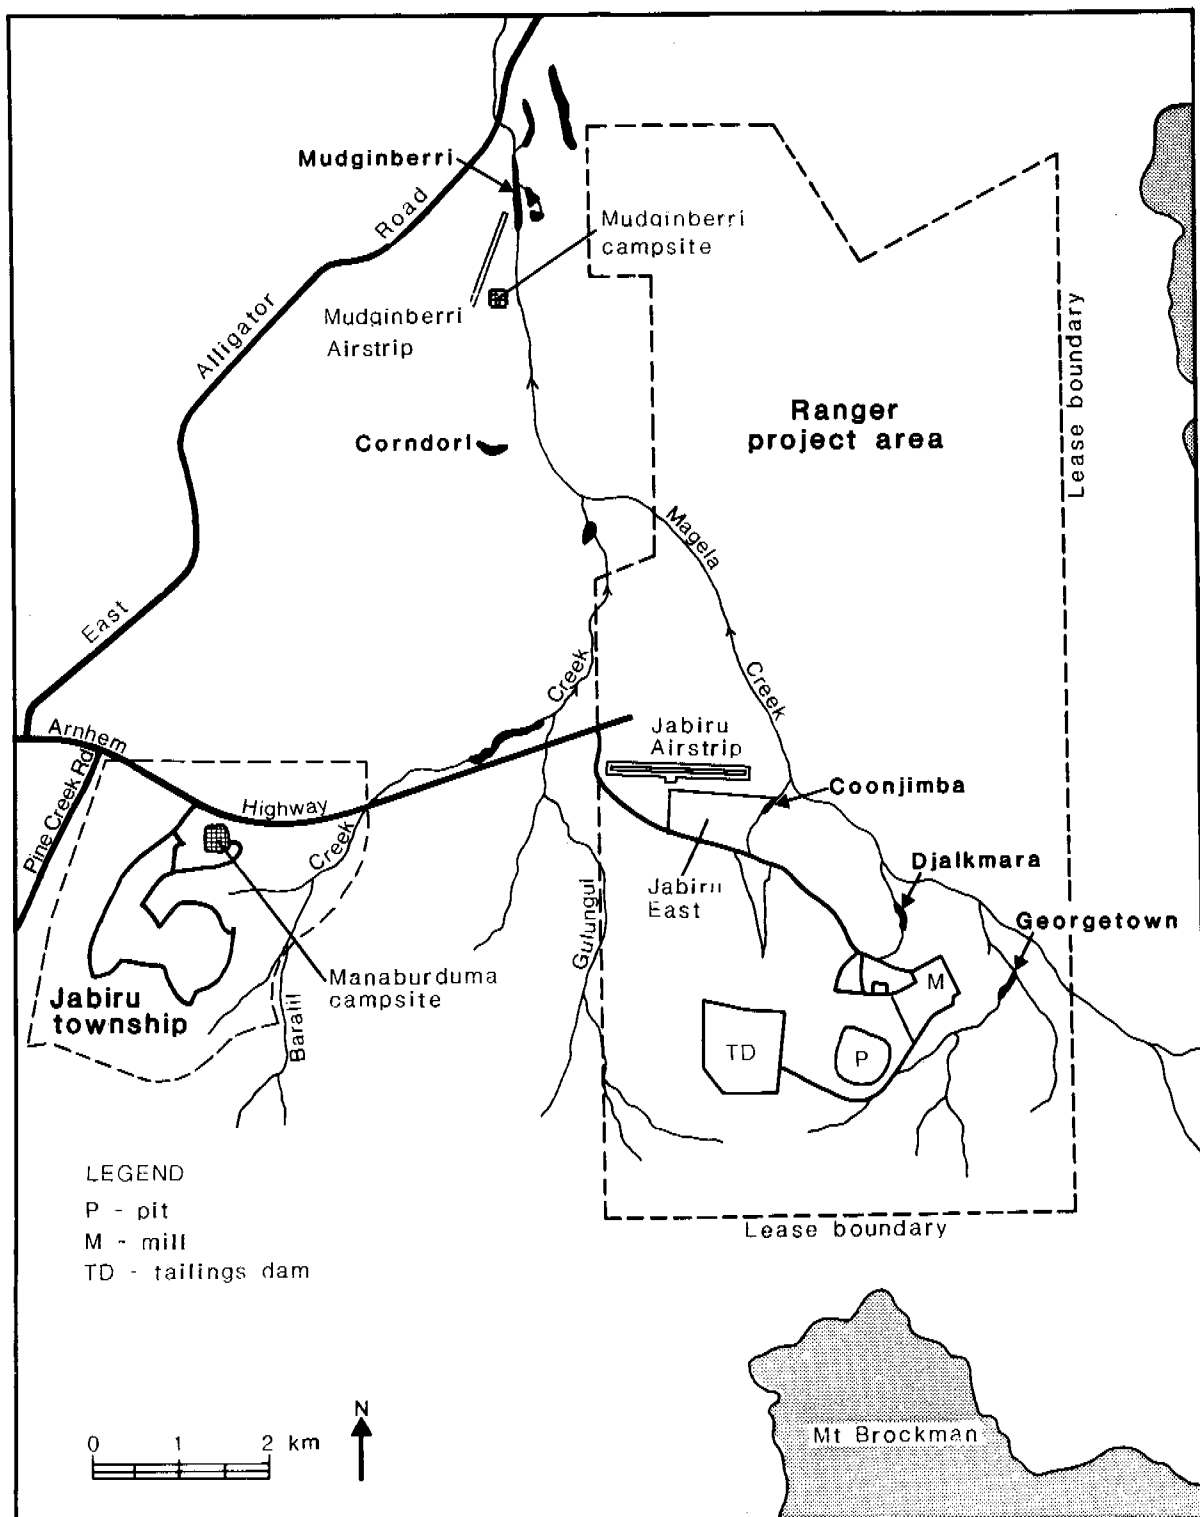 Mudginberri
Road
Mudginberri
campsite
Mudginberri
Airstrip
Alligator
Lease boundary
Ranger
project area
Corndorl
Magela
East
Creek
Creek
Arnhem
Jabiru
Airstrip
Pine Creek Rd
Highway
Coonjimba
Creek
Djalkmara
Jabiru
East
Georgetown
Gulungul
Manaburduma
campsite
Jabiru
township
Baralil
M
TD
P
LEGEND
P - pit
M - mill
TD - tailings dam
Lease boundary
N
0 1 2 km
Mt Brockman